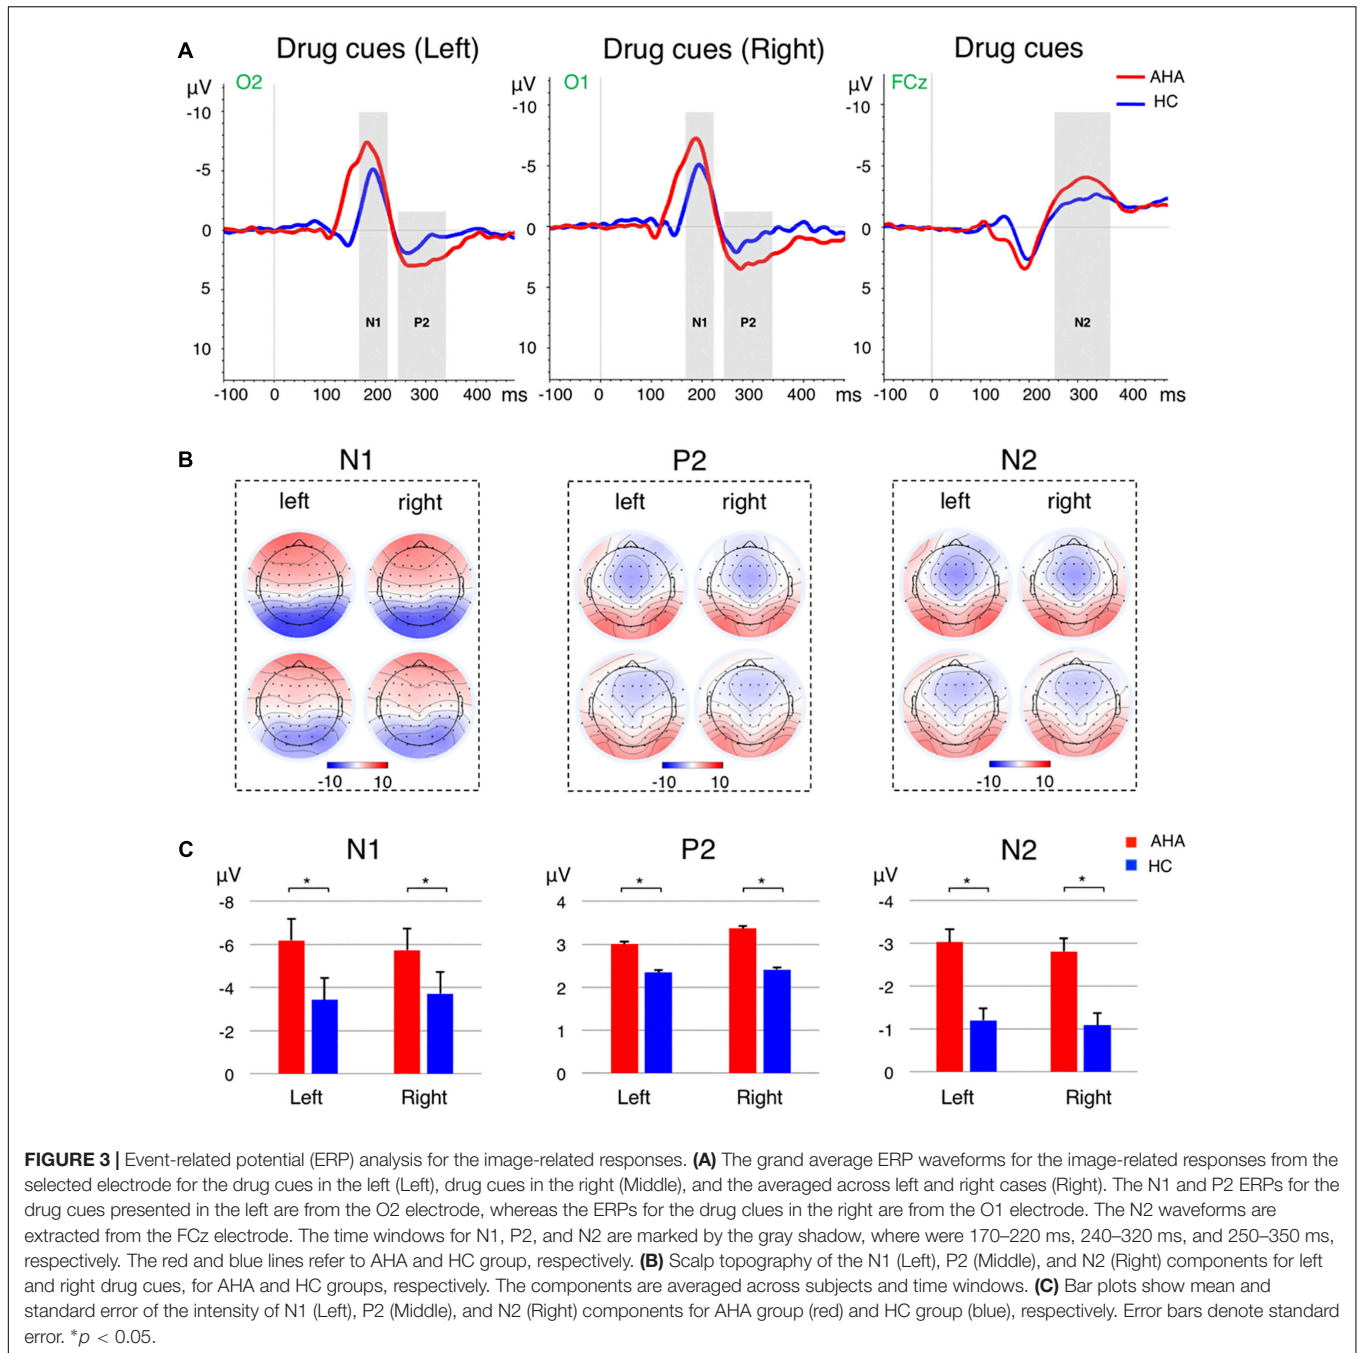 A
Drug cues (Left)
Drug cues (Right)
Drug cues
µV
O2
µV
O1
µV
FCz
AHA
HC
-10
-5
0
5
10
N1
P2
-100 0 100 200 300 400 ms
-10
-5
0
5
10
N1
P2
-100 0 100 200 300 400 ms
-10
-5
0
5
10
N2
-100 0 100 200 300 400 ms
B
N1
P2
N2
left right
left right
left right
-10 10
-10 10
-10 10
C
N1
P2
N2
AHA
HC
µV
-8
-6
-4
-2
0
* *
Left Right
µV
4
3
2
1
0
* *
Left Right
µV
-4
-3
-2
-1
0
* *
Left Right
FIGURE 3 | Event-related potential (ERP) analysis for the image-related responses. (A) The grand average ERP waveforms for the image-related responses from the
selected electrode for the drug cues in the left (Left), drug cues in the right (Middle), and the averaged across left and right cases (Right). The N1 and P2 ERPs for the
drug cues presented in the left are from the O2 electrode, whereas the ERPs for the drug clues in the right are from the O1 electrode. The N2 waveforms are
extracted from the FCz electrode. The time windows for N1, P2, and N2 are marked by the gray shadow, where were 170–220 ms, 240–320 ms, and 250–350 ms,
respectively. The red and blue lines refer to AHA and HC group, respectively. (B) Scalp topography of the N1 (Left), P2 (Middle), and N2 (Right) components for left
and right drug cues, for AHA and HC groups, respectively. The components are averaged across subjects and time windows. (C) Bar plots show mean and
standard error of the intensity of N1 (Left), P2 (Middle), and N2 (Right) components for AHA group (red) and HC group (blue), respectively. Error bars denote standard
error. *p < 0.05.